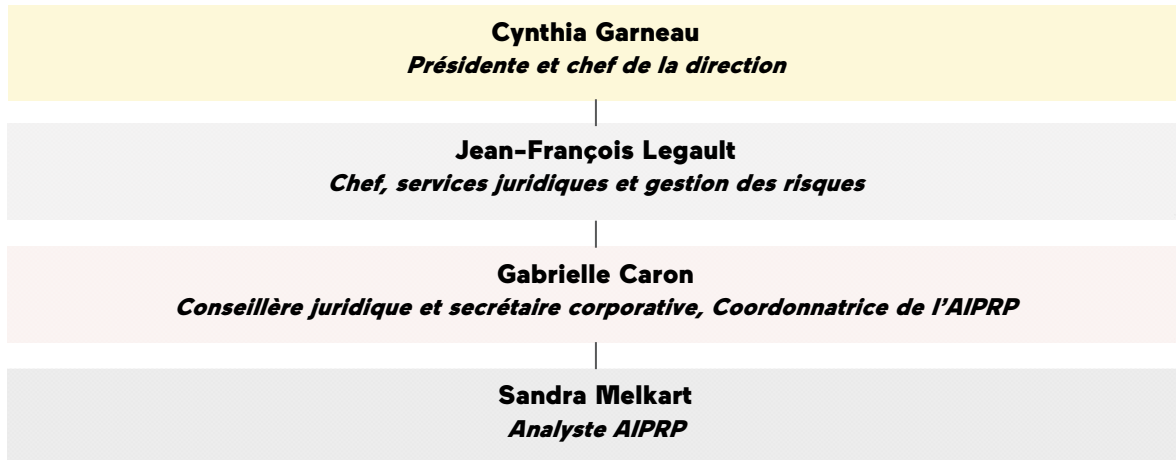 Cynthia Garneau
Présidente et chef de la direction
Jean-François Legault
Chef, services juridiques et gestion des risques
Gabrielle Caron
Conseillère juridique et secrétaire corporative, Coordonnatrice de l’AIPRP
Sandra Melkart
Analyste AIPRP